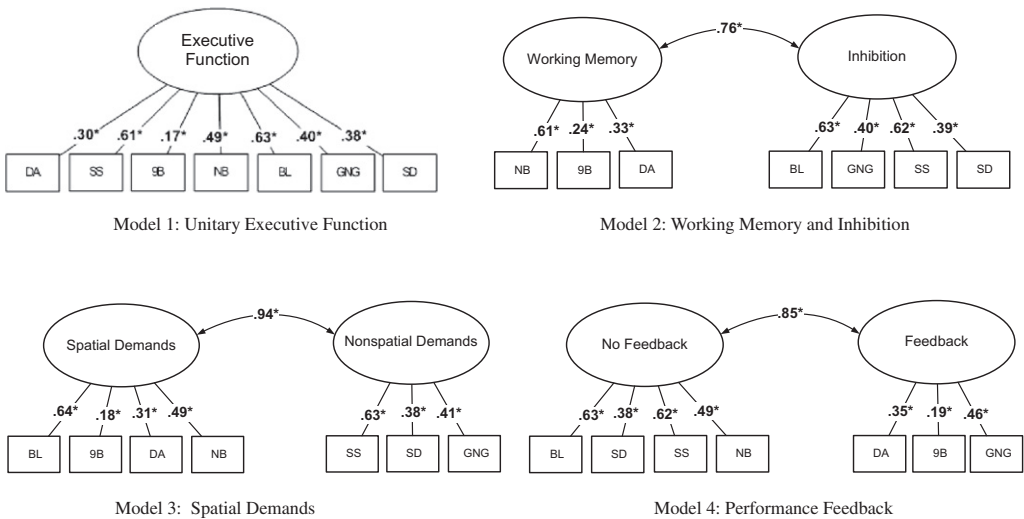 Executive
Function
.30* .61* .17* .49* .63* .40* .38*
DA SS 9B NB BL GNG SD
Model 1: Unitary Executive Function
.76*
Working Memory Inhibition
.61* .24* .33* .63* .40* .62* .39*
NB 9B DA BL GNG SS SD
Model 2: Working Memory and Inhibition
.94*
Spatial Demands Nonspatial Demands
.64* .18* .31* .49* .63* .38* .41*
BL 9B DA NB SS SD GNG
Model 3: Spatial Demands
.85*
No Feedback Feedback
.63* .38* .62* .49* .35* .19* .46*
BL SD SS NB DA 9B GNG
Model 4: Performance Feedback